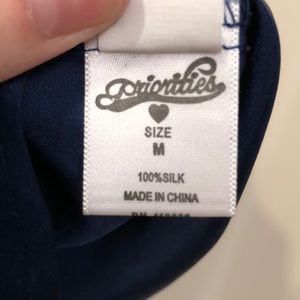 priorities
SIZE
M
100%SILK
MADE IN CHINA